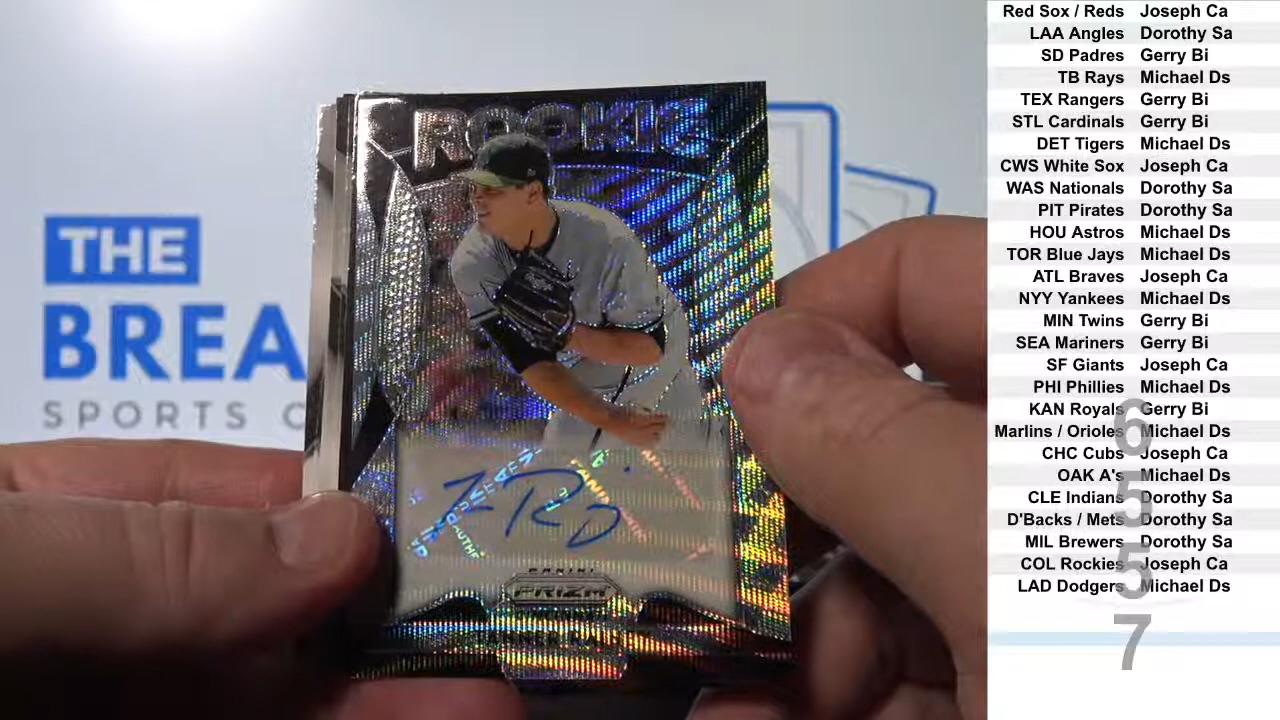 ROOKIE
THE
BREA
SPORTS C
PANINI
PRIZM
Red Sox / Reds Joseph Ca
LAA Angles Dorothy Sa
SD Padres Gerry Bi
TB Rays Michael Ds
TEX Rangers Gerry Bi
STL Cardinals Gerry Bi
DET Tigers Michael Ds
CWS White Sox Joseph Ca
WAS Nationals Dorothy Sa
PIT Pirates Dorothy Sa
HOU Astros Michael Ds
TOR Blue Jays Michael Ds
ATL Braves Joseph Ca
NYY Yankees Michael Ds
MIN Twins Gerry Bi
SEA Mariners Gerry Bi
SF Giants Joseph Ca
PHI Phillies Michael Ds
KAN Royals Gerry Bi
Marlins / Orioles Michael Ds
CHC Cubs Joseph Ca
OAK A's Michael Ds
CLE Indians Dorothy Sa
D'Backs / Mets Dorothy Sa
MIL Brewers Dorothy Sa
COL Rockies Joseph Ca
LAD Dodgers Michael Ds
6
5
5
7